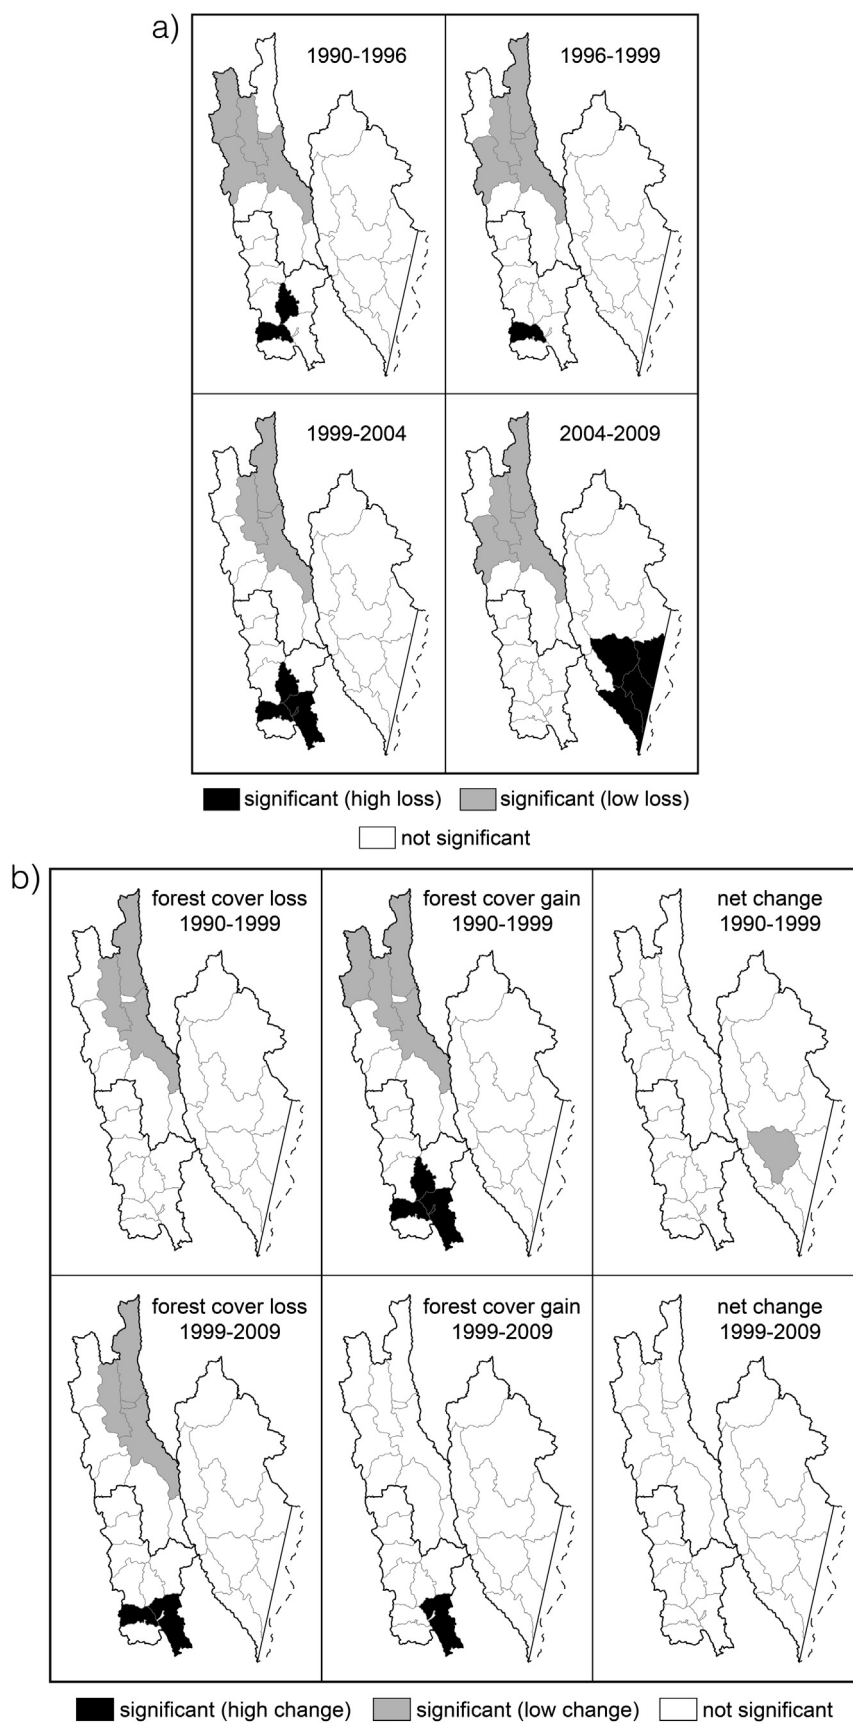 a)
1990-1996
1996-1999
1999-2004
2004-2009
significant (high loss)
significant (low loss)
not significant
b)
forest cover loss
1990-1999
forest cover gain
1990-1999
net change
1990-1999
forest cover loss
1999-2009
forest cover gain
1999-2009
net change
1999-2009
significant (high change)
significant (low change)
not significant